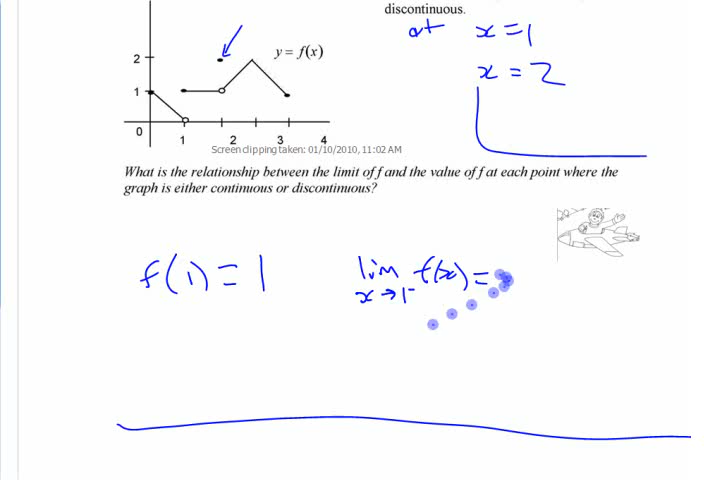 discontinuous.
at x = 1
x = 2
2
y = f(x)
1
0 1 2 3 4
Screen clipping taken: 01/10/2010, 11:02 AM
What is the relationship between the limit of f and the value of f at each point where the
graph is either continuous or discontinuous?
f(1) = 1
lim f(x) =
x → 1⁻